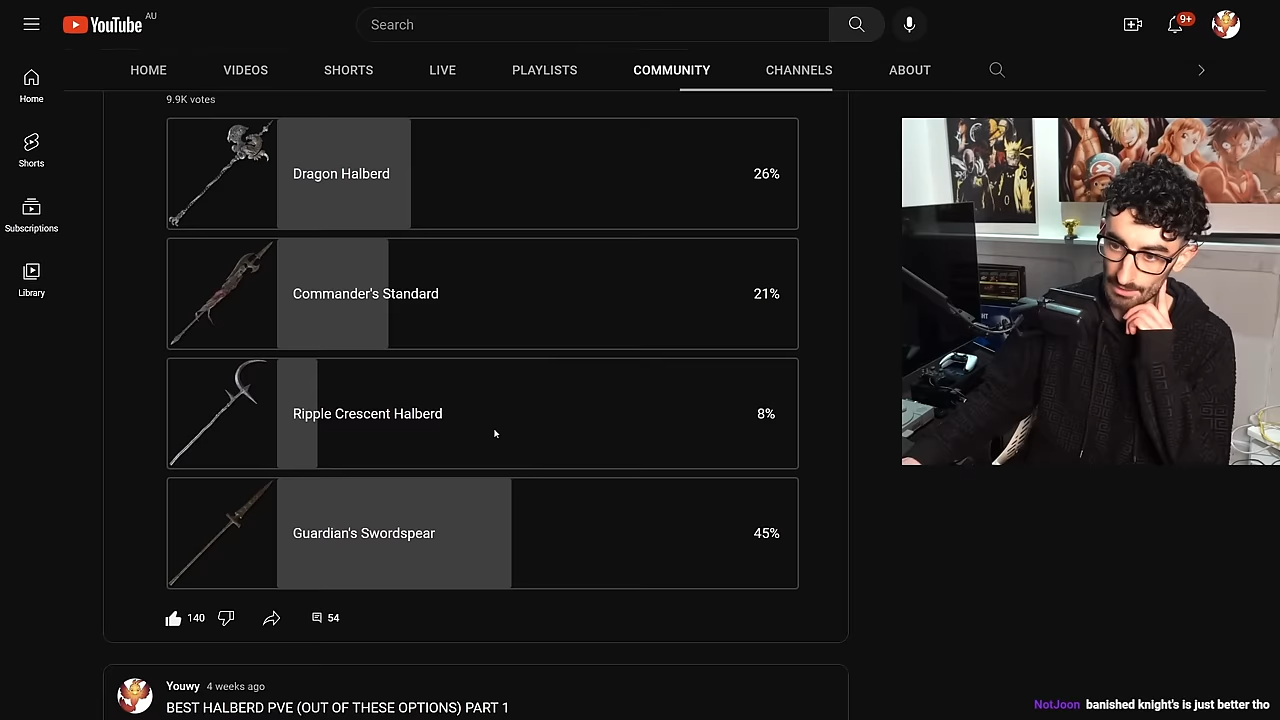 YouTube AU
Search
9+
HOME VIDEOS SHORTS LIVE PLAYLISTS COMMUNITY CHANNELS ABOUT
Home
Shorts
Subscriptions
Library
9.9K votes
Dragon Halberd 26%
Commander's Standard 21%
Ripple Crescent Halberd 8%
Guardian's Swordspear 45%
140 54
Youwy 4 weeks ago
BEST HALBERD PVE (OUT OF THESE OPTIONS) PART 1
NotJoon banished knight's is just better tho